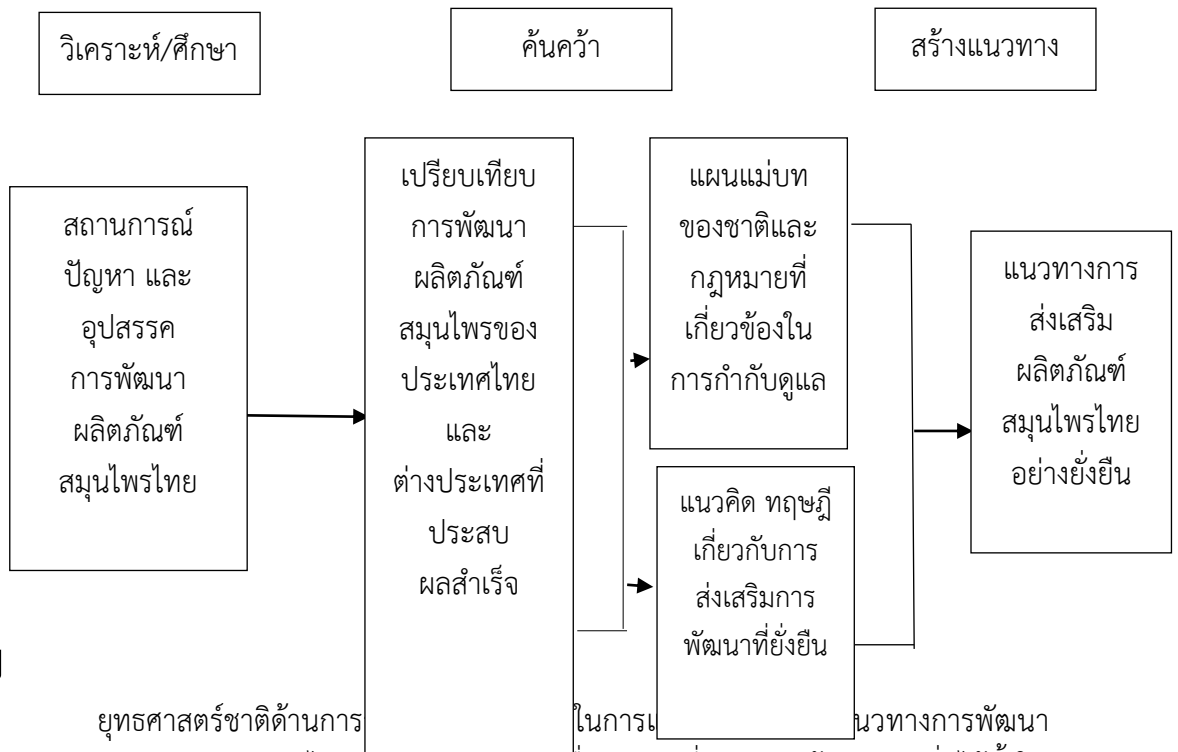 วิเคราะห์/ศึกษา
ค้นคว้า
สร้างแนวทาง
สถานการณ์
ปัญหา และ
อุปสรรค
การพัฒนา
ผลิตภัณฑ์
สมุนไพรไทย
เปรียบเทียบ
การพัฒนา
ผลิตภัณฑ์
สมุนไพรของ
ประเทศไทย
และ
ต่างประเทศที่
ประสบ
ผลสำเร็จ
แผนแม่บท
ของชาติและ
กฎหมายที่
เกี่ยวข้องใน
การกำกับดูแล
แนวคิด ทฤษฎี
เกี่ยวกับการ
ส่งเสริมการ
พัฒนาที่ยั่งยืน
แนวทางการ
ส่งเสริม
ผลิตภัณฑ์
สมุนไพรไทย
อย่างยั่งยืน
ยุทธศาสตร์ชาติด้านการ ในการ นวทางการพัฒนา